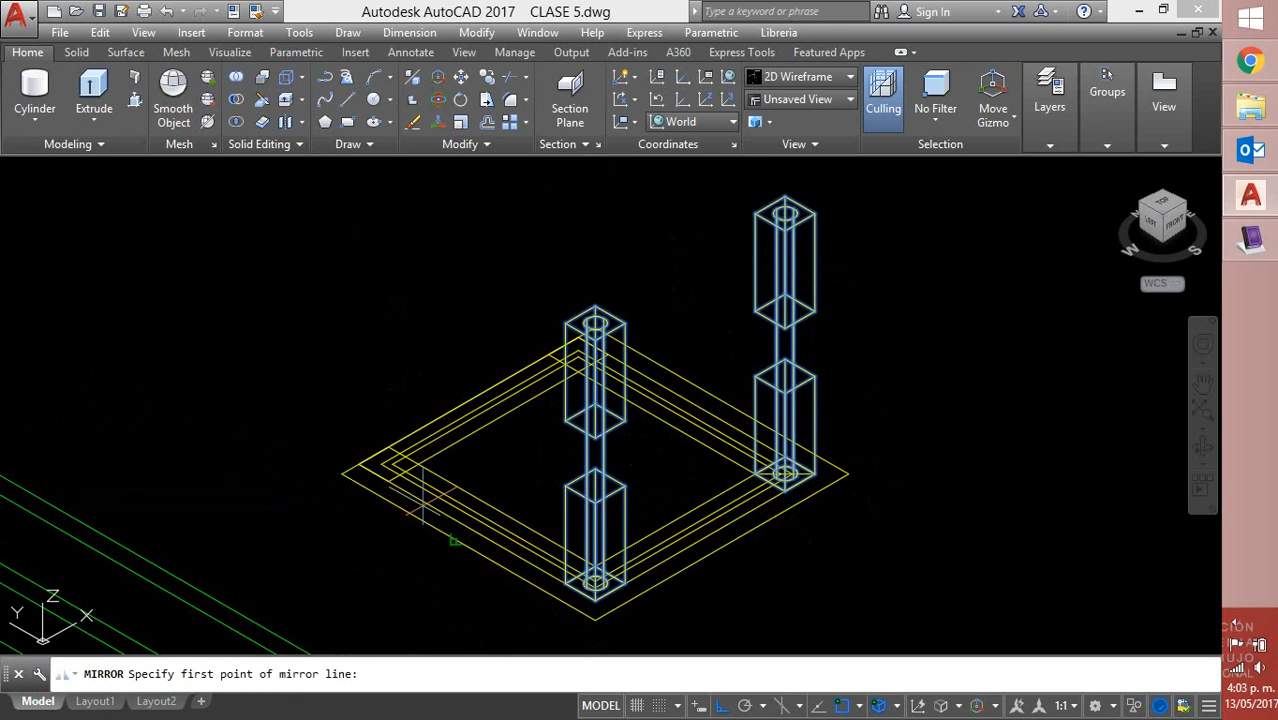 Autodesk AutoCAD 2017 CLASE 5.dwg
Type a keyword or phrase
Sign In
File Edit View Insert Format Tools Draw Dimension Modify Window Help Express Parametric Libreria
Home Solid Surface Mesh Visualize Parametric Insert Annotate View Manage Output Add-ins A360 Express Tools Featured Apps
2D Wireframe
Unsaved View
World
Cylinder Extrude Smooth Object Section Plane Culling No Filter Move Gizmo Layers Groups View
Modeling Mesh Solid Editing Draw Modify Section Coordinates View Selection
TOP
LEFT FRONT
N E
W S
WCS
Z
Y X
MIRROR Specify first point of mirror line:
Model Layout1 Layout2 +
MODEL 1:1
4:03 p. m.
13/05/2017